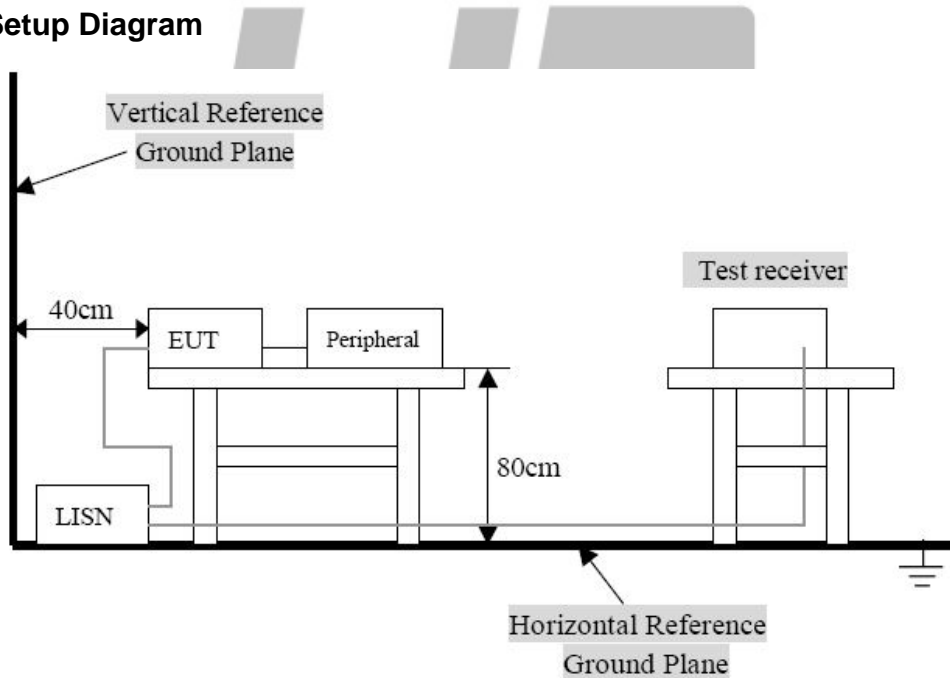 Setup Diagram
Vertical Reference
Ground Plane
Test receiver
40cm
EUT
Peripheral
80cm
LISN
Horizontal Reference
Ground Plane